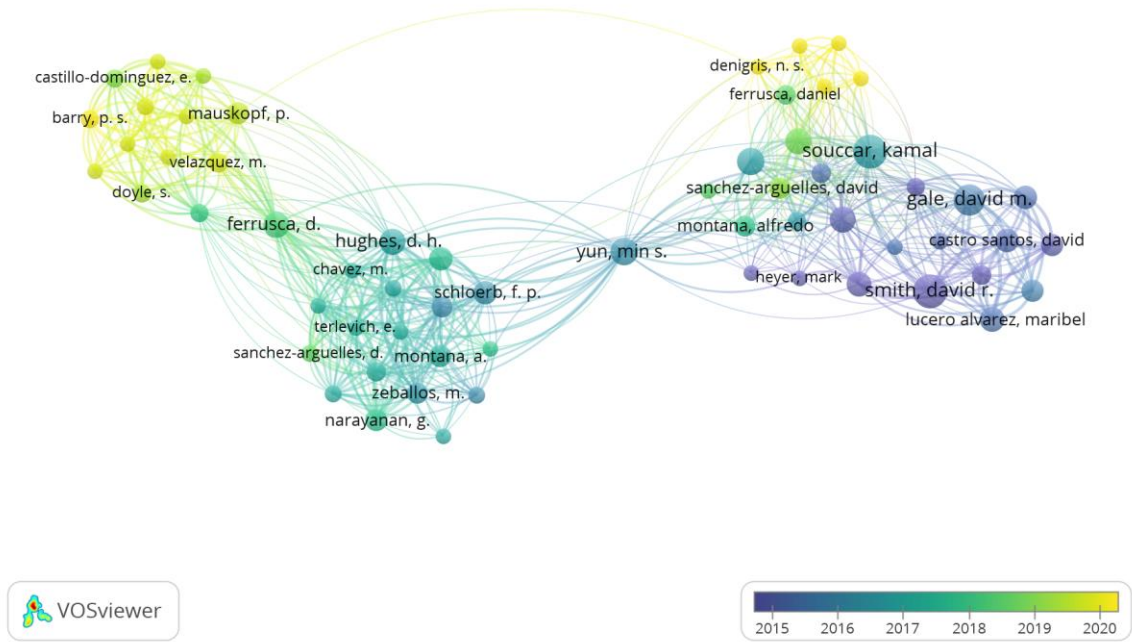 castillo-dominguez, e.
barry, p. s.
mauskopf, p.
velazquez, m.
doyle, s.
ferrusca, d.
hughes, d. h.
chavez, m.
schloerb, f. p.
terlevich, e.
sanchez-arguelles, d.
montana, a.
zeballos, m.
narayanan, g.
yun, min s.
denigris, n. s.
ferrusca, daniel
souccar, kamal
sanchez-arguelles, david
gale, david m.
montana, alfredo
castro santos, david
heyer, mark
smith, david r.
lucero alvarez, maribel
VOSviewer
2015 2016 2017 2018 2019 2020